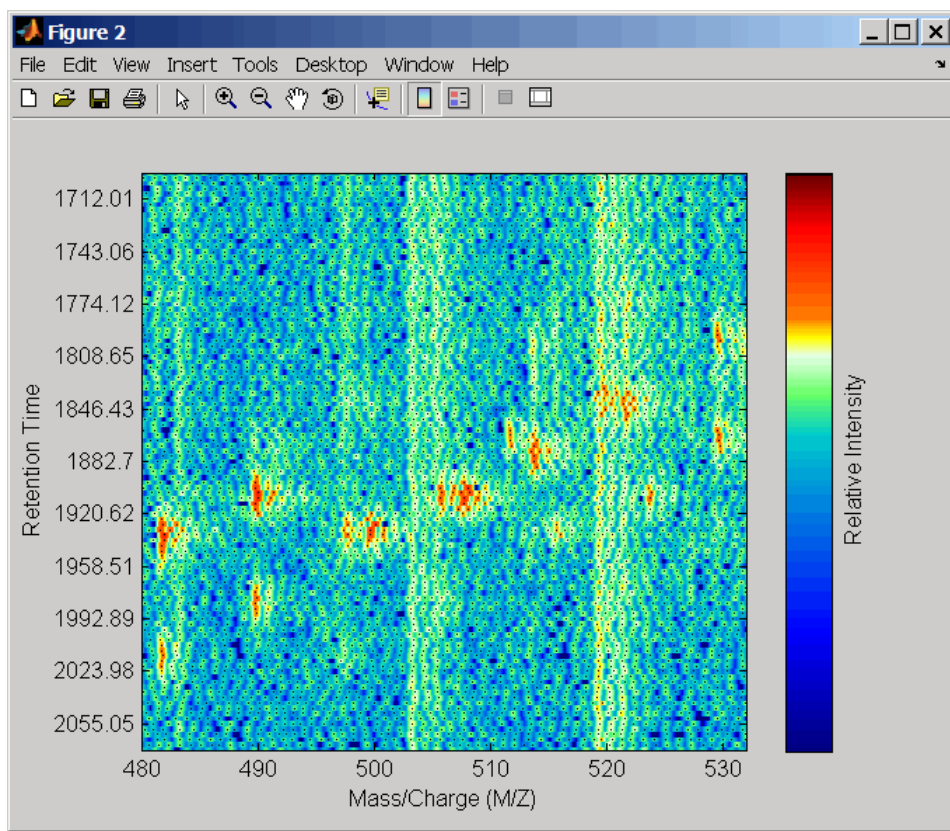 Figure 2
File Edit View Insert Tools Desktop Window Help
1712.01
1743.06
1774.12
1808.65
1846.43
1882.7
1920.62
1958.51
1992.89
2023.98
2055.05
Retention Time
480 490 500 510 520 530
Mass/Charge (M/Z)
Relative Intensity